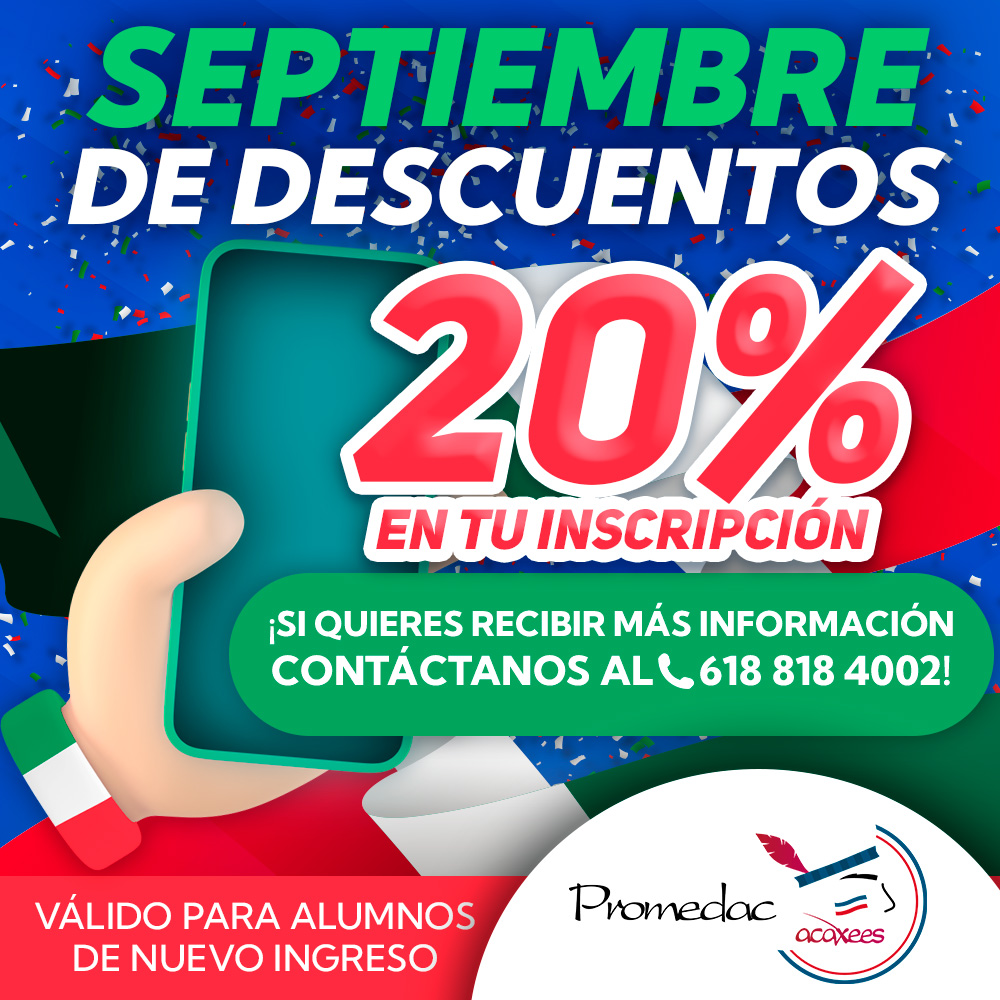 SEPTIEMBRE
DE DESCUENTOS
20%
EN TU INSCRIPCIÓN
¡SI QUIERES RECIBIR MÁS INFORMACIÓN
CONTÁCTANOS AL 618 818 4002!
VÁLIDO PARA ALUMNOS
DE NUEVO INGRESO
Promedac
acaxees